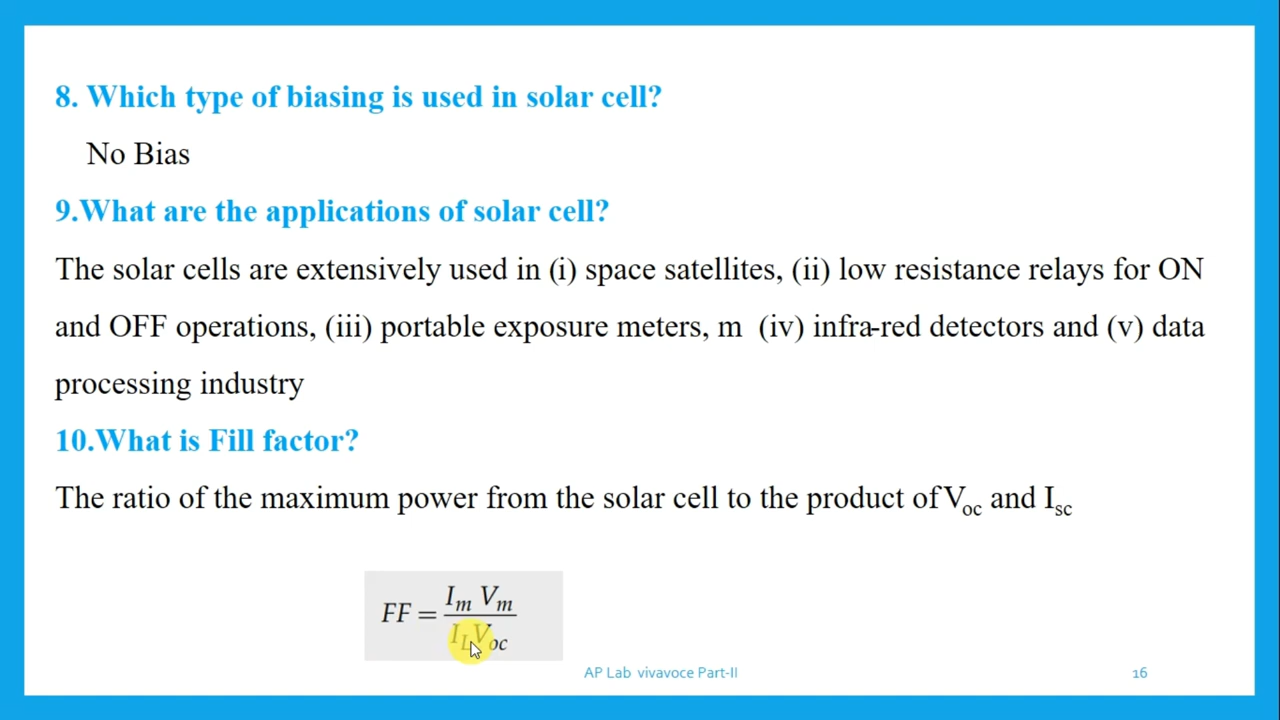 8. Which type of biasing is used in solar cell?
No Bias
9.What are the applications of solar cell?
The solar cells are extensively used in (i) space satellites, (ii) low resistance relays for ON
and OFF operations, (iii) portable exposure meters, m (iv) infra-red detectors and (v) data
processing industry
10.What is Fill factor?
The ratio of the maximum power from the solar cell to the product of Voc and Isc
FF = Im Vm
IL Voc
AP Lab vivavoce Part-II
16